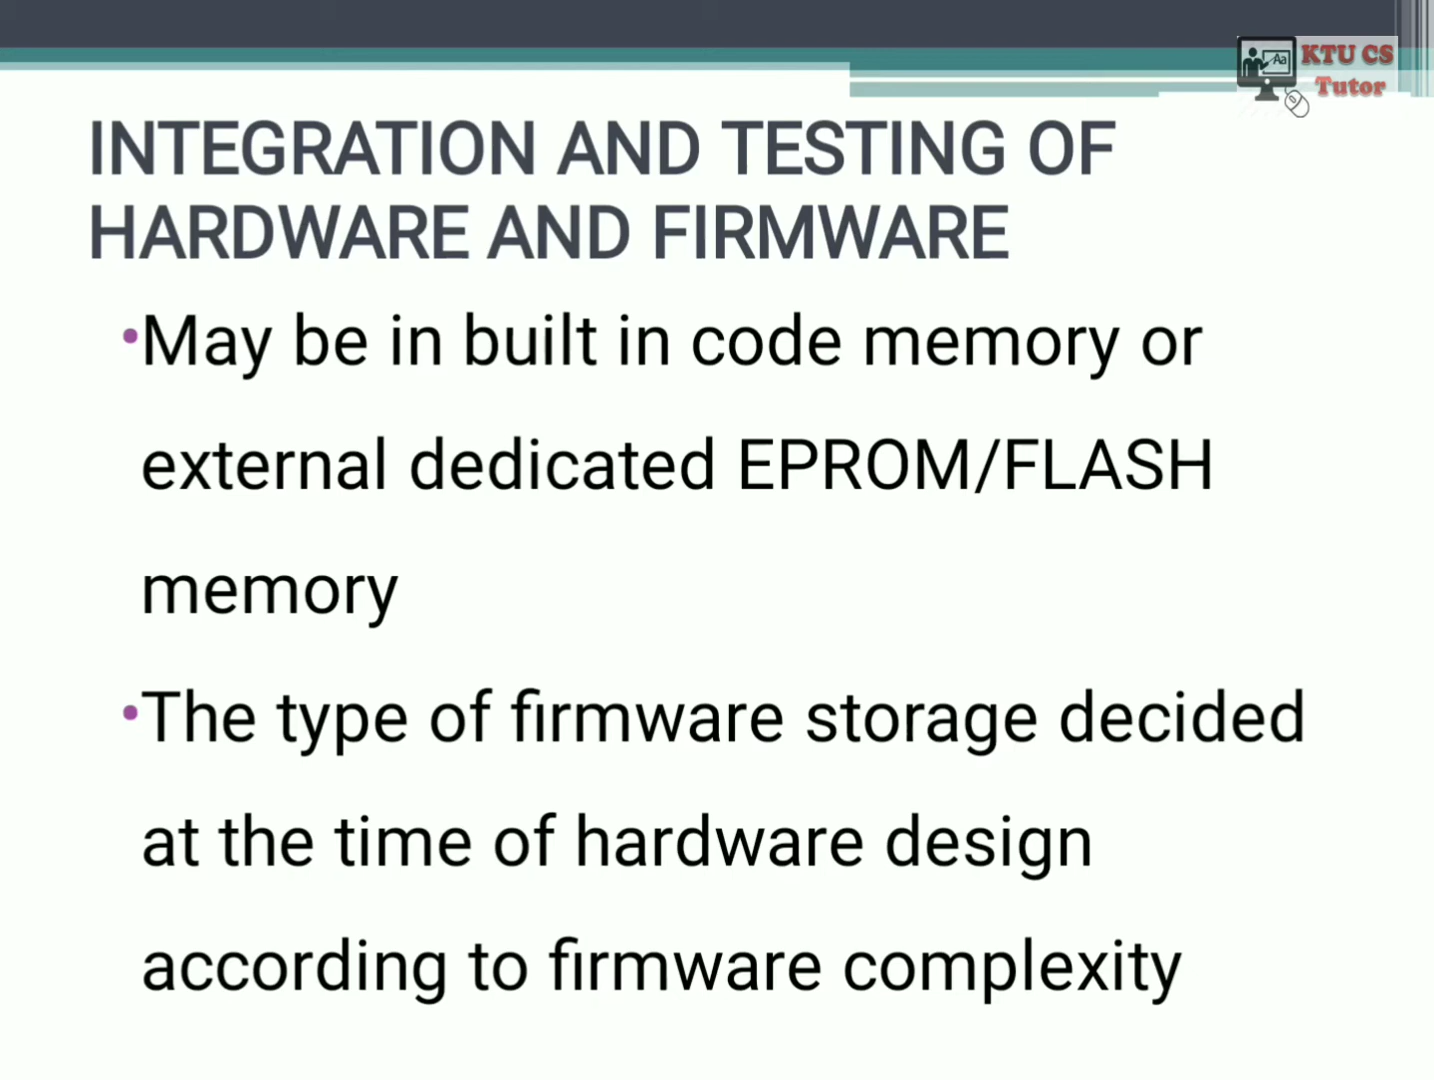 KTU CS
Aa
Tutor
INTEGRATION AND TESTING OF
HARDWARE AND FIRMWARE
•May be in built in code memory or
external dedicated EPROM/FLASH
memory
•The type of firmware storage decided
at the time of hardware design
according to firmware complexity